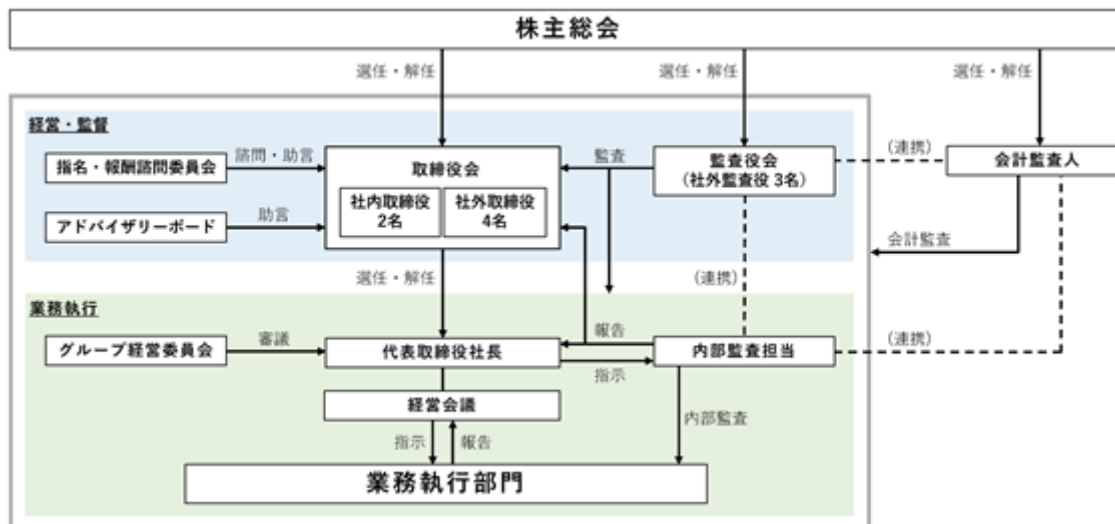 株主総会
選任・解任
選任・解任
選任・解任
経営・監督
指名・報酬諮問委員会
諮問・助言
取締役会
監査
監査役会
(社外監査役 3名)
(連携)
会計監査人
社内取締役
2名
社外取締役
4名
アドバイザリーボード
助言
会計監査
選任・解任
(連携)
業務執行
グループ経営委員会
審議
代表取締役社長
報告
指示
内部監査担当
(連携)
経営会議
指示
報告
内部監査
業務執行部門